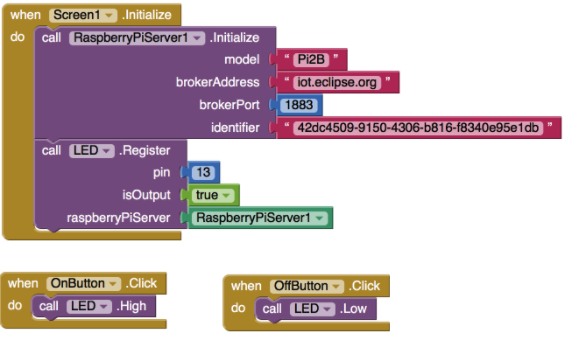 when Screen1 .Initialize
do call RaspberryPiServer1 .Initialize
model " Pi2B "
brokerAddress " iot.eclipse.org "
brokerPort 1883
identifier " 42dc4509-9150-4306-b816-f8340e95e1db "
call LED .Register
pin 13
isOutput true
raspberryPiServer RaspberryPiServer1
when OnButton .Click
do call LED .High
when OffButton .Click
do call LED .Low